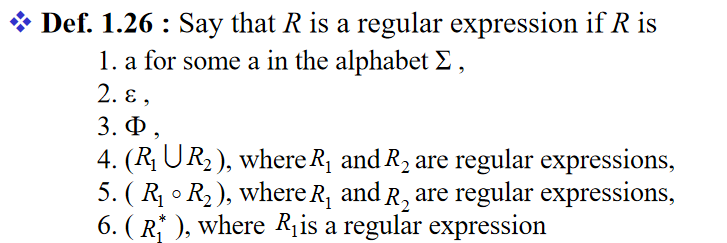 ❖ Def. 1.26 : Say that R is a regular expression if R is
1. a for some a in the alphabet Σ ,
2. ε ,
3. Φ ,
4. (R₁ ∪ R₂ ), where R₁ and R₂ are regular expressions,
5. ( R₁ ∘ R₂ ), where R₁ and R₂ are regular expressions,
6. ( R₁* ), where R₁is a regular expression